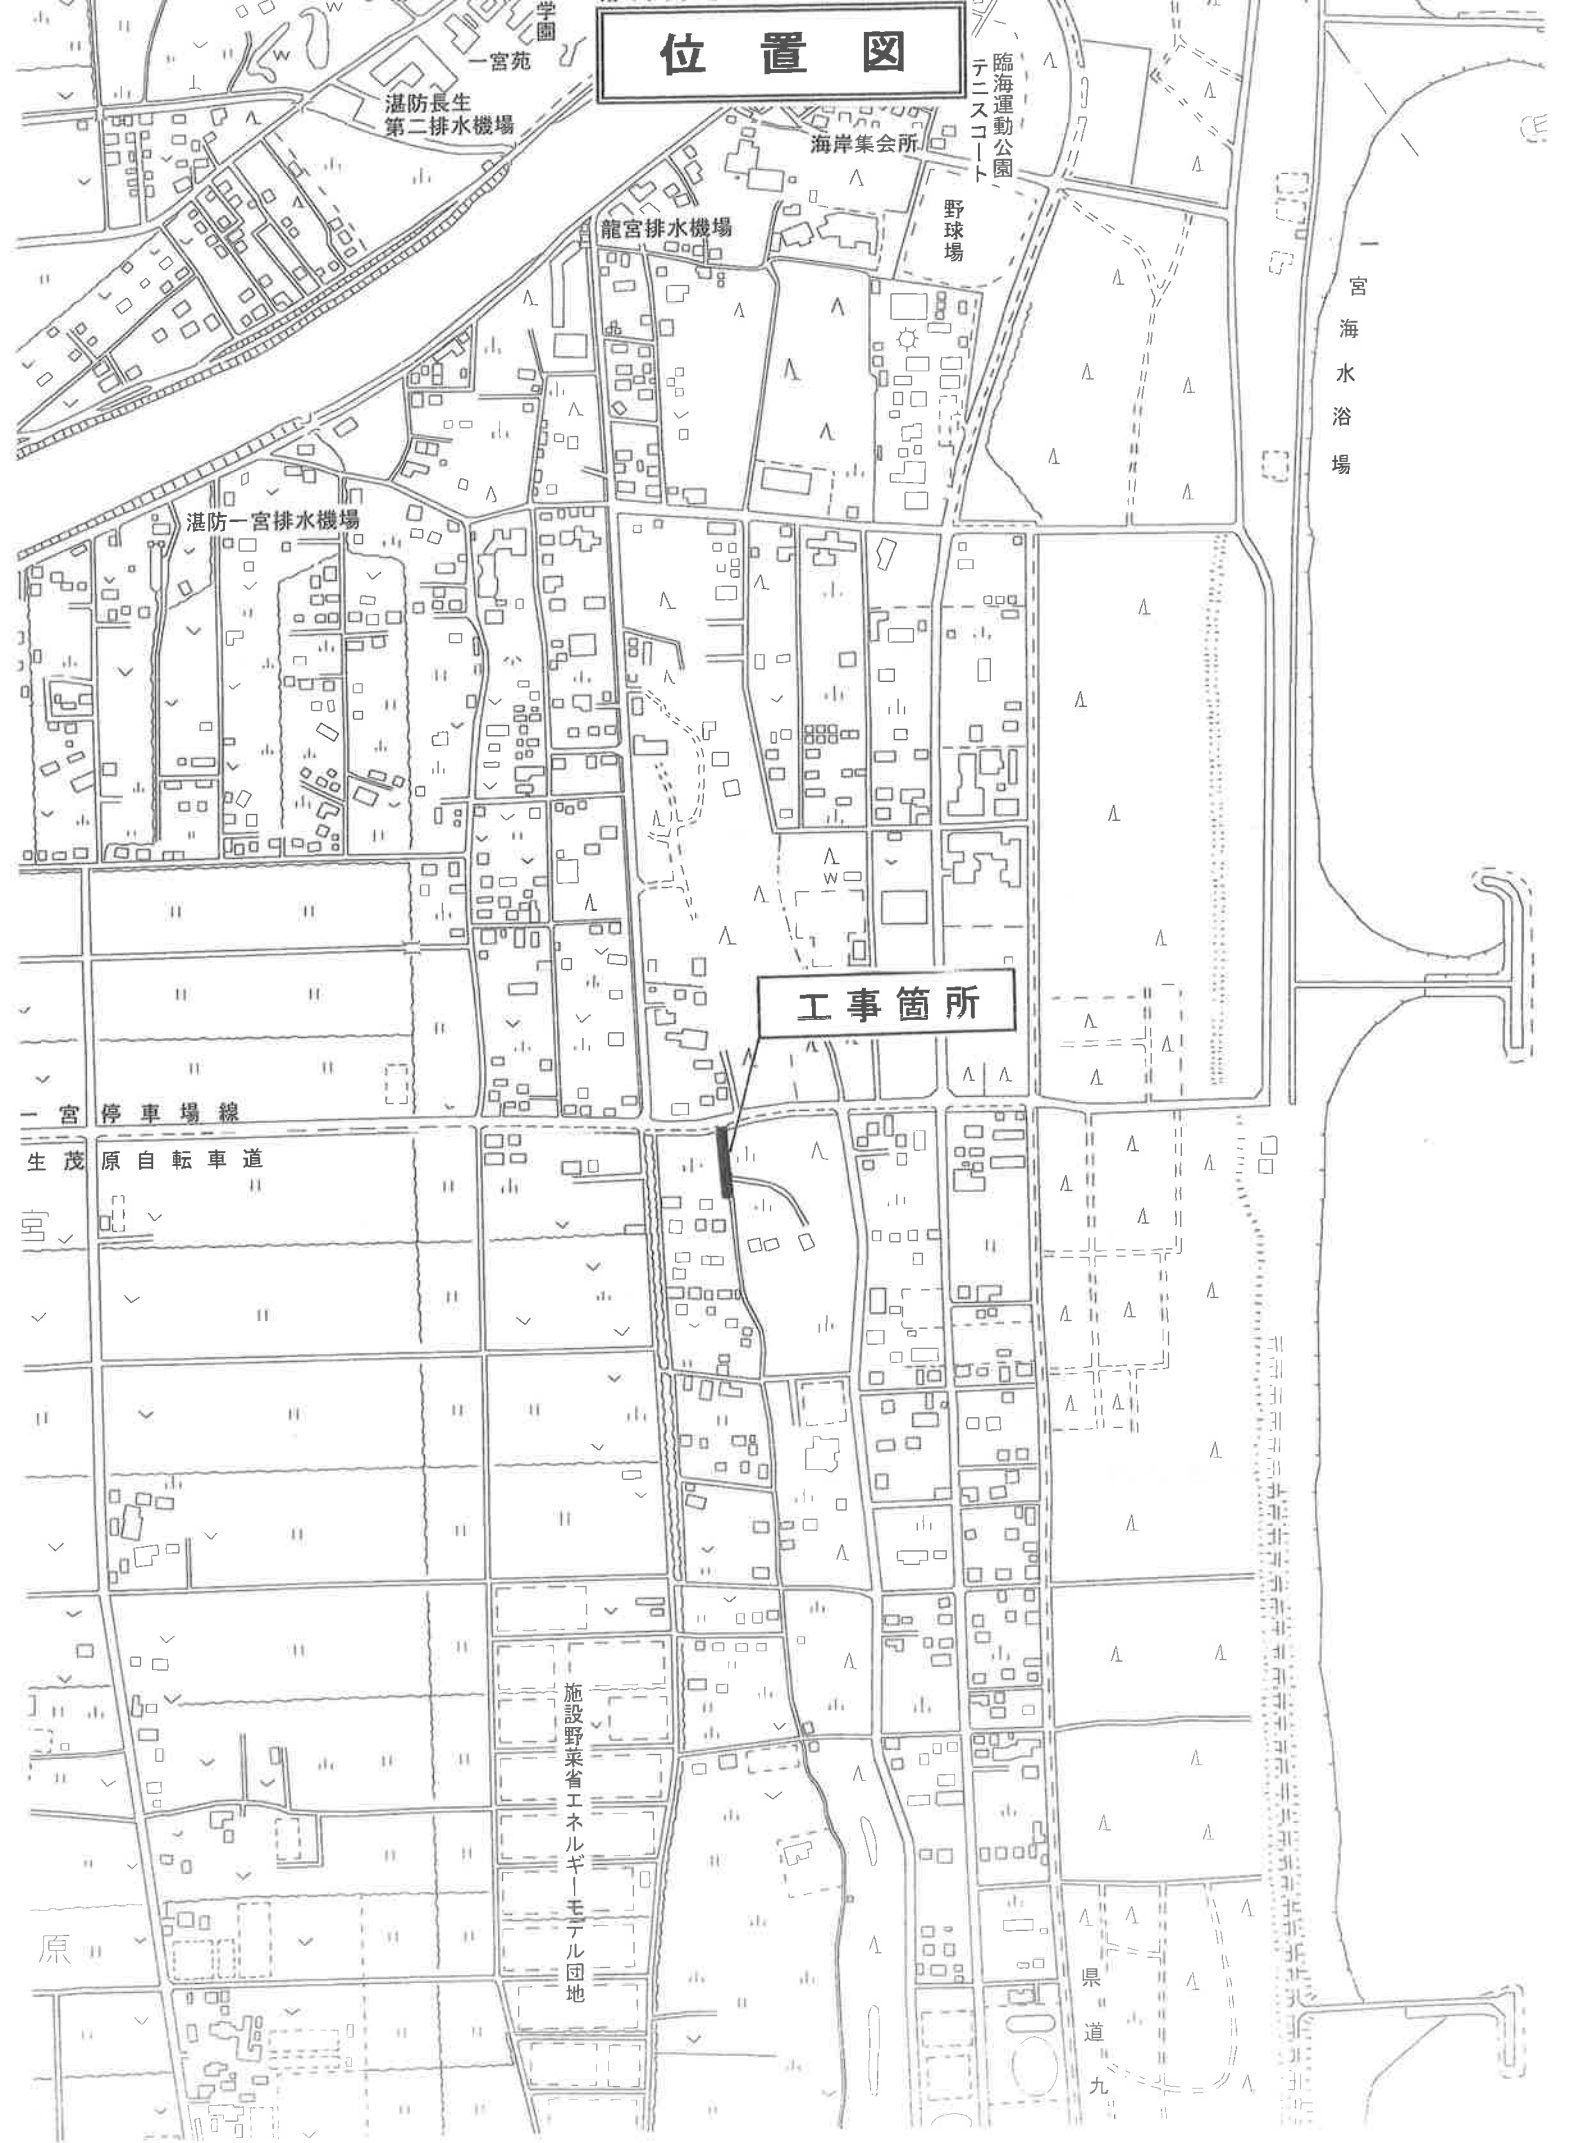 位置図
学園
一宮苑
湛防長生
第二排水機場
海岸集会所
臨海運動公園
テニスコート
龍宮排水機場
野球場
一宮海水浴場
湛防一宮排水機場
工事箇所
一宮停車場線
生茂原自転車道
宮
施設野菜省エネルギーモデル団地
原
県道九